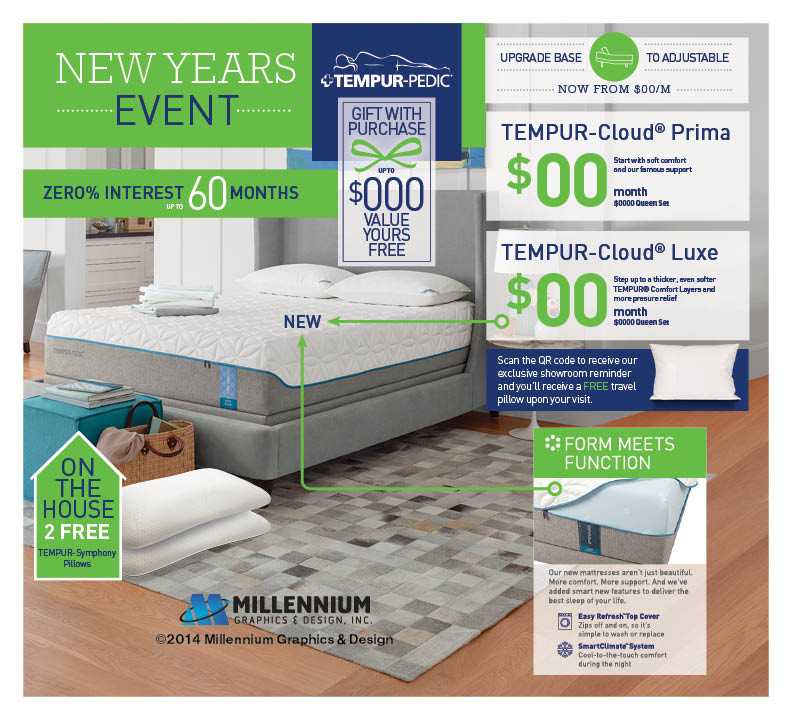 NEW YEARS
EVENT
TEMPUR-PEDIC
UPGRADE BASE TO ADJUSTABLE
NOW FROM $00/M
GIFT WITH
PURCHASE
UP TO
$000
VALUE
YOURS
FREE
ZERO% INTEREST UP TO 60 MONTHS
TEMPUR-Cloud® Prima
$00
Start with soft comfort
and our famous support
month
$0000 Queen Set
TEMPUR-Cloud® Luxe
$00
Step up to a thicker, even softer
TEMPUR® Comfort Layers and
more presure relief
month
$0000 Queen Set
NEW
TEMPUR-PEDIC
Scan the QR code to receive our
exclusive showroom reminder
and you'll receive a FREE travel
pillow upon your visit.
ON
THE
HOUSE
2 FREE
TEMPUR-Symphony
Pillows
FORM MEETS
FUNCTION
Our new mattresses aren't just beautiful.
More comfort. More support. And we've
added smart new features to deliver the
best sleep of your life.
Easy Refresh™ Top Cover
Zips off and on, so it's
simple to wash or replace
SmartClimate™ System
Cool-to-the-touch comfort
during the night
MILLENNIUM
GRAPHICS & DESIGN, INC.
©2014 Millennium Graphics & Design